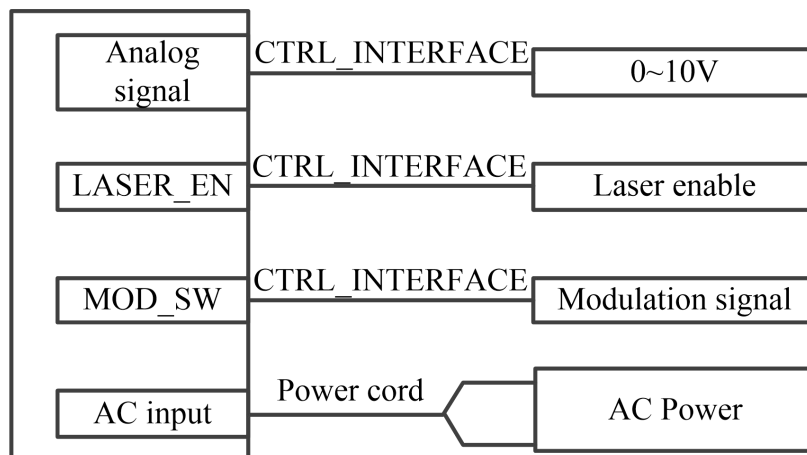 Analog
signal
CTRL_INTERFACE
0~10V
LASER_EN
CTRL_INTERFACE
Laser enable
MOD_SW
CTRL_INTERFACE
Modulation signal
AC input
Power cord
AC Power